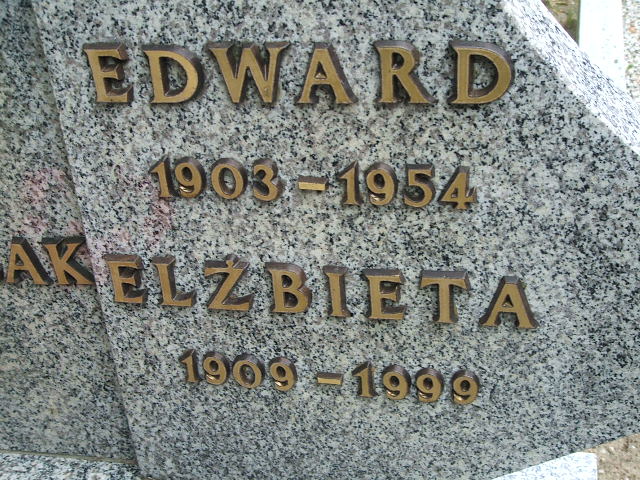 EDWARD
1903 – 1954
AK
ELŻBIETA
1909 – 1999